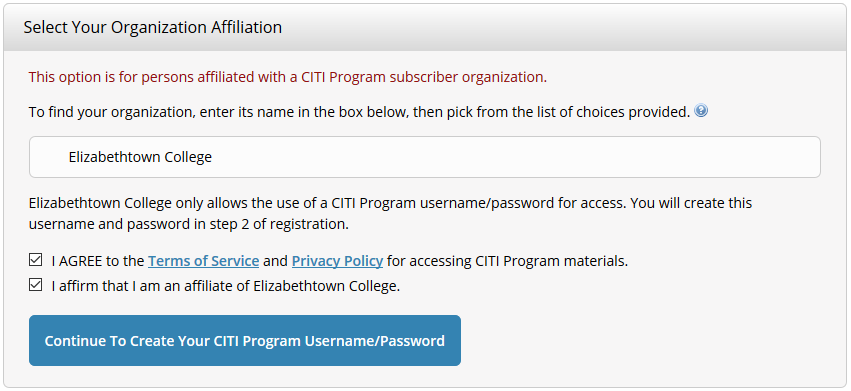 Select Your Organization Affiliation
This option is for persons affiliated with a CITI Program subscriber organization.
To find your organization, enter its name in the box below, then pick from the list of choices provided. ?
Elizabethtown College
Elizabethtown College only allows the use of a CITI Program username/password for access. You will create this
username and password in step 2 of registration.
I AGREE to the Terms of Service and Privacy Policy for accessing CITI Program materials.
I affirm that I am an affiliate of Elizabethtown College.
Continue To Create Your CITI Program Username/Password